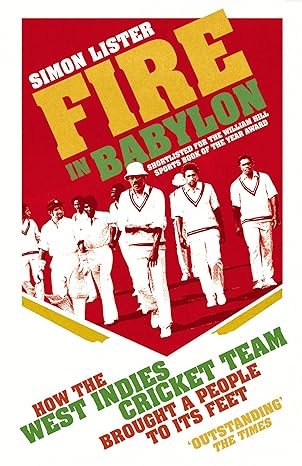 SIMON LISTER
FIRE
IN BABYLON
SHORTLISTED FOR THE WILLIAM HILL
SPORTS BOOK OF THE YEAR AWARD
HOW THE
WEST INDIES
CRICKET TEAM
BROUGHT A PEOPLE
TO ITS FEET
'OUTSTANDING'
THE TIMES